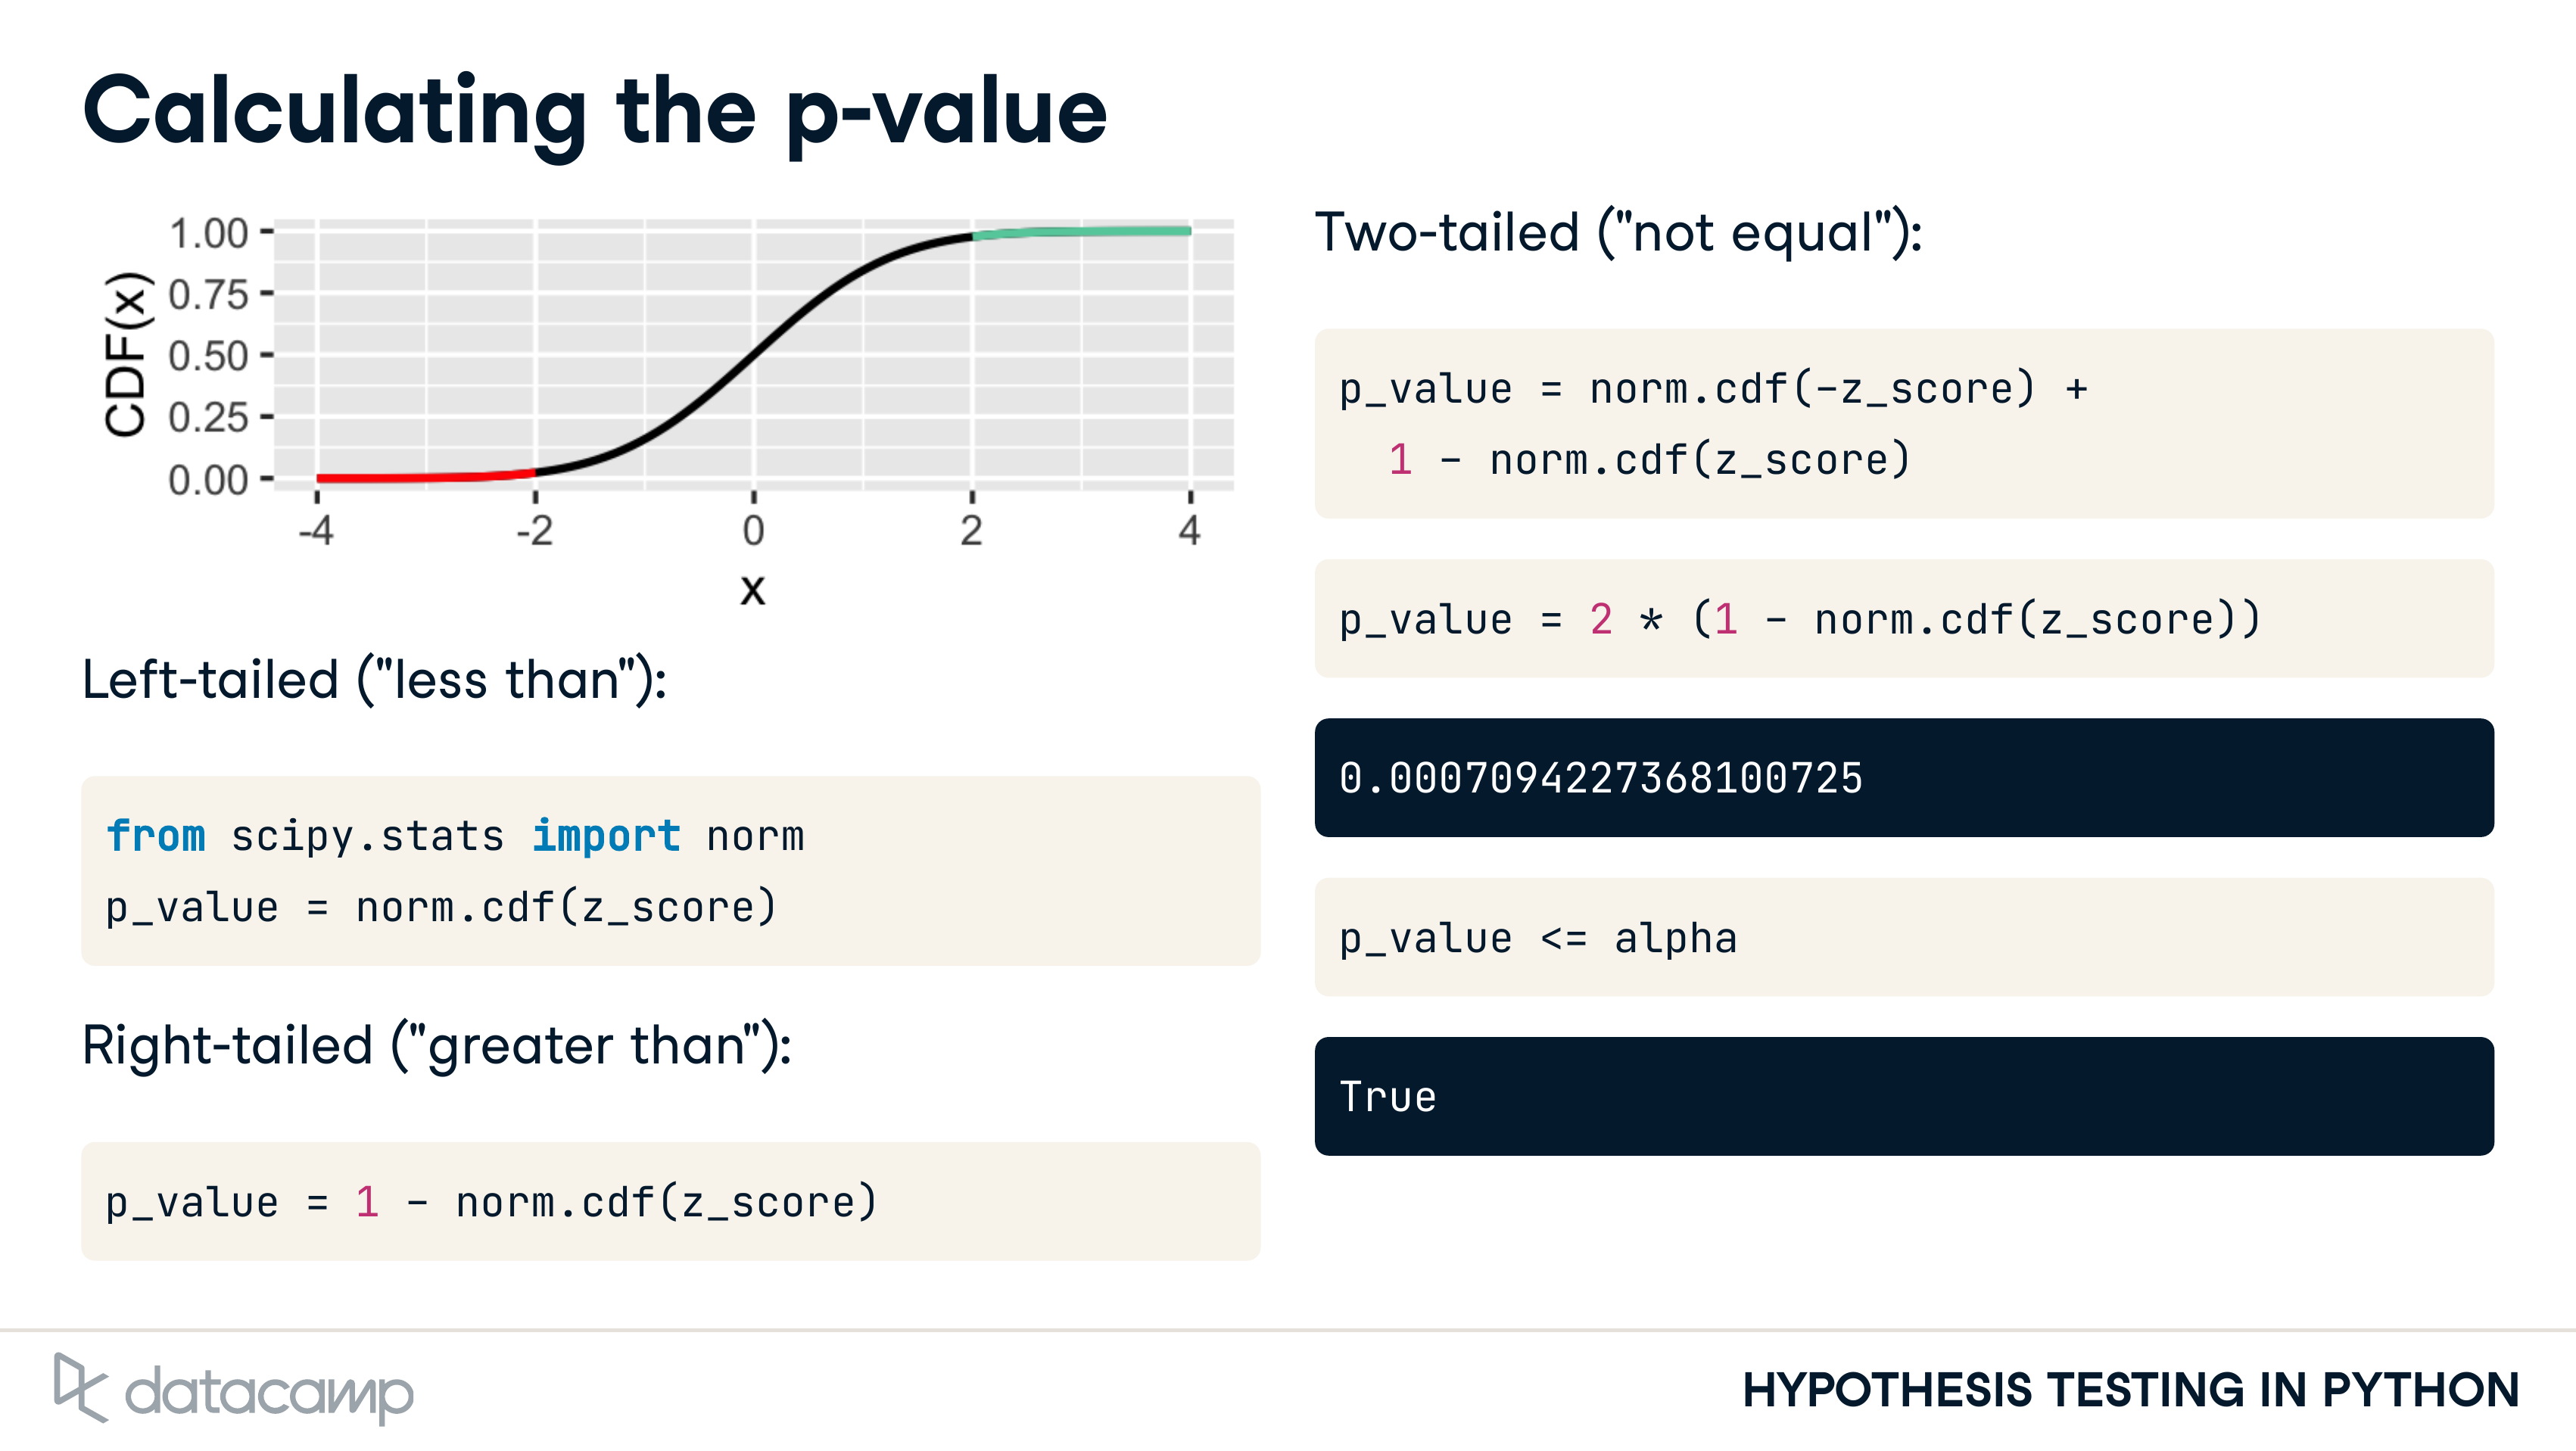 Calculating the p-value
CDF(x)
1.00
0.75
0.50
0.25
0.00
-4 -2 0 2 4
x
Left-tailed ("less than"):
from scipy.stats import norm
p_value = norm.cdf(z_score)
Right-tailed ("greater than"):
p_value = 1 - norm.cdf(z_score)
Two-tailed ("not equal"):
p_value = norm.cdf(-z_score) +
  1 - norm.cdf(z_score)
p_value = 2 * (1 - norm.cdf(z_score))
0.0007094227368100725
p_value <= alpha
True
datacamp
HYPOTHESIS TESTING IN PYTHON